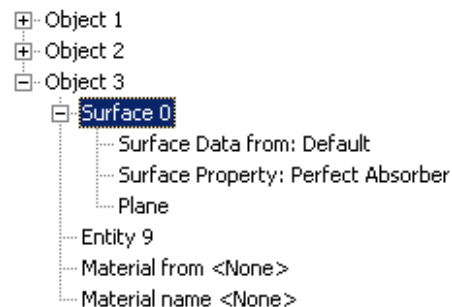 Object 1
Object 2
Object 3
Surface 0
Surface Data from: Default
Surface Property: Perfect Absorber
Plane
Entity 9
Material from <None>
Material name <None>